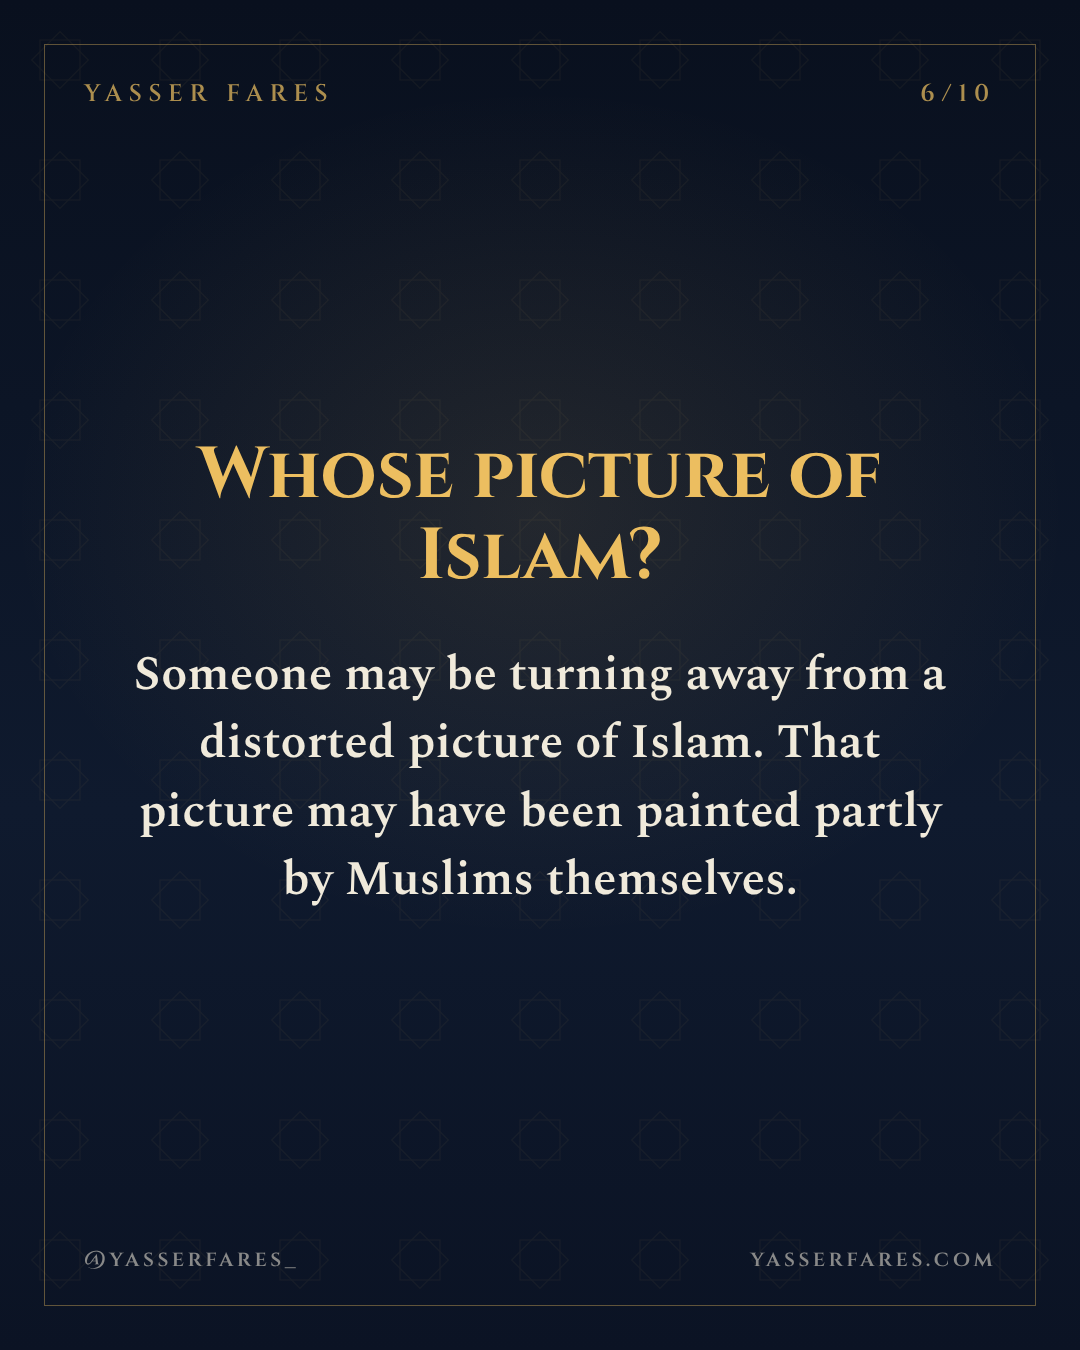 YASSER FARES
6/10
Whose picture of
Islam?
Someone may be turning away from a
distorted picture of Islam. That
picture may have been painted partly
by Muslims themselves.
@YASSERFARES_
YASSERFARES.COM